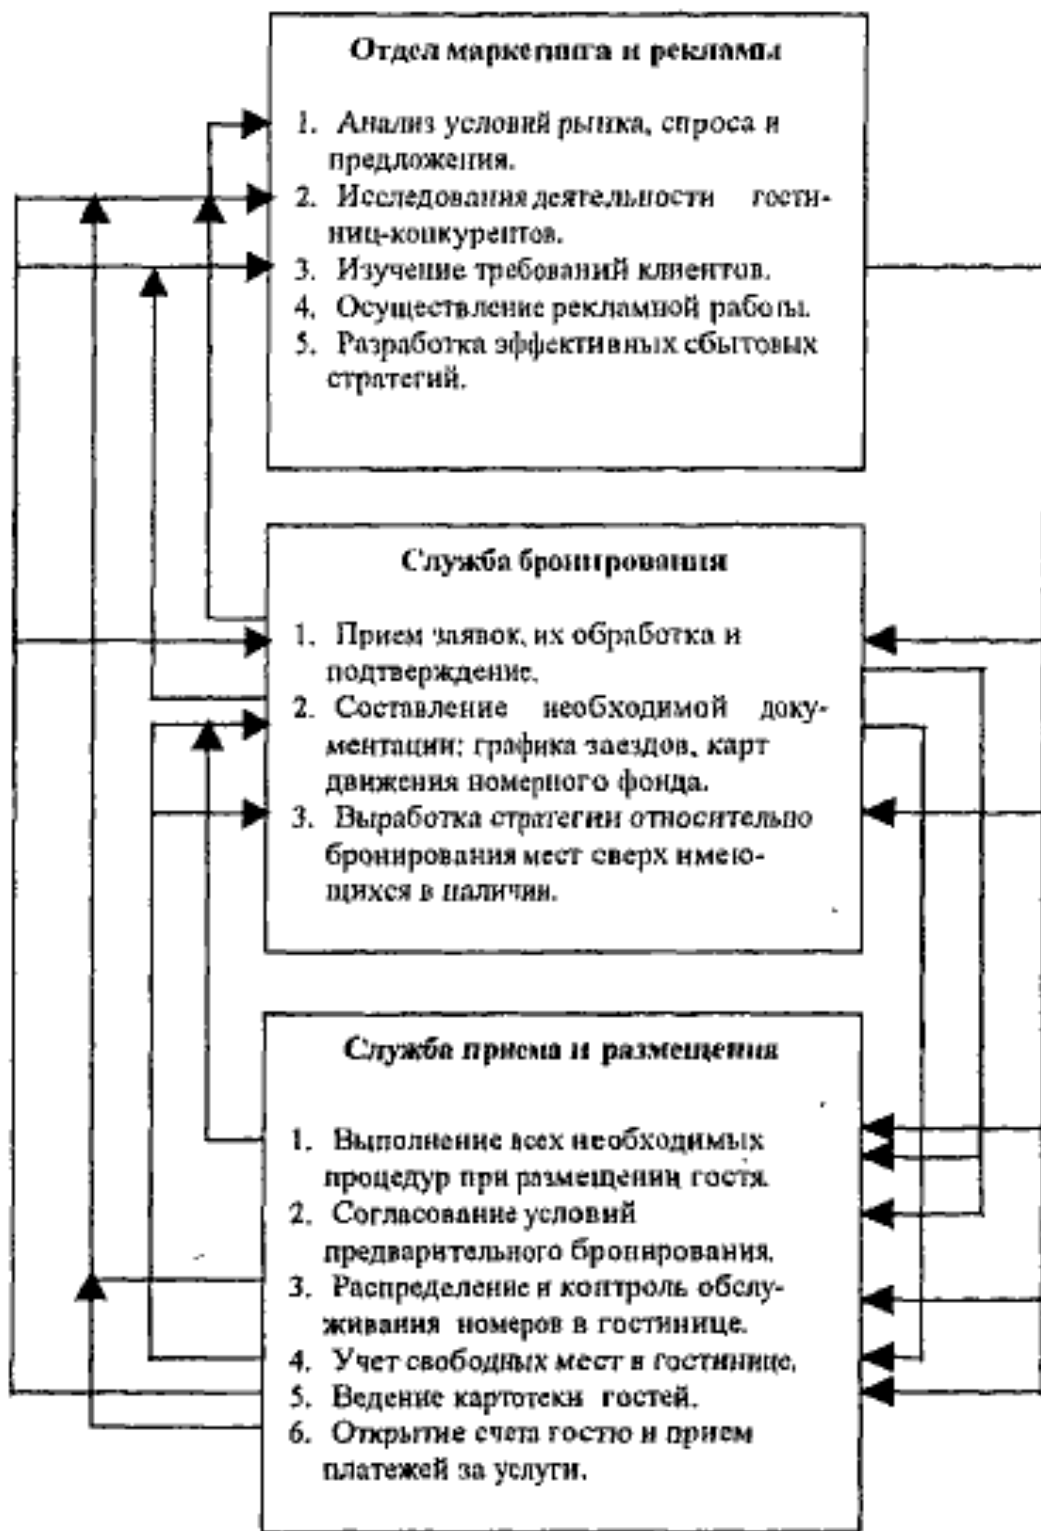 Отдел маркетинга и рекламы
1. Анализ условий рынка, спроса и
предложения.
2. Исследования деятельности гости-
ниц-конкурентов.
3. Изучение требований клиентов.
4. Осуществление рекламной работы.
5. Разработка эффективных сбытовых
стратегий.
Служба бронирования
1. Прием заявок, их обработка и
подтверждение.
2. Составление необходимой доку-
ментации: графика заездов, карт
движения номерного фонда.
3. Выработка стратегии относительно
бронирования мест сверх имею-
щихся в наличии.
Служба приема и размещения
1. Выполнение всех необходимых
процедур при размещении гостя.
2. Согласование условий
предварительного бронирования.
3. Распределение и контроль обслу-
живания номеров в гостинице.
4. Учет свободных мест в гостинице.
5. Ведение картотеки гостей.
6. Открытие счета гостю и прием
платежей за услуги.